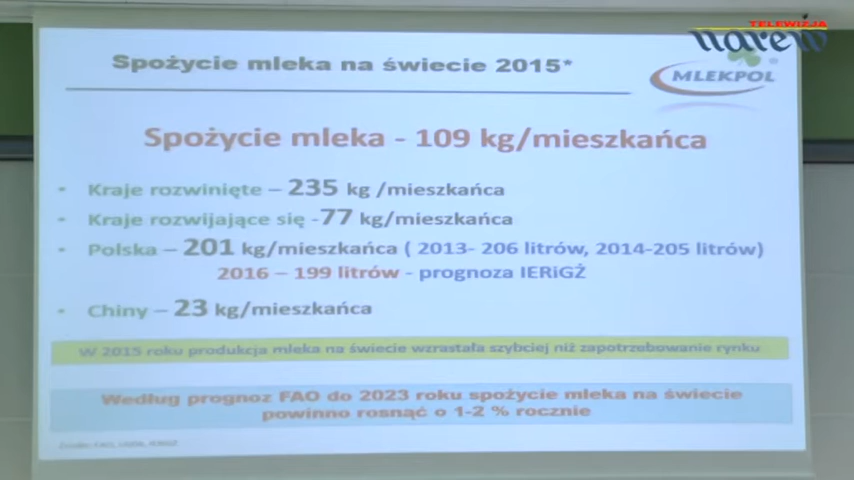 TELEWIZJA
narew
Spożycie mleka na świecie 2015*
MLEKPOL
Spożycie mleka - 109 kg/mieszkańca
• Kraje rozwinięte – 235 kg /mieszkańca
• Kraje rozwijające się -77 kg/mieszkańca
• Polska – 201 kg/mieszkańca ( 2013- 206 litrów, 2014-205 litrów)
2016 – 199 litrów - prognoza IERiGŻ
• Chiny – 23 kg/mieszkańca
W 2015 roku produkcja mleka na świecie wzrastała szybciej niż zapotrzebowanie rynku
Według prognoz FAO do 2023 roku spożycie mleka na świecie
powinno rosnąć o 1-2 % rocznie